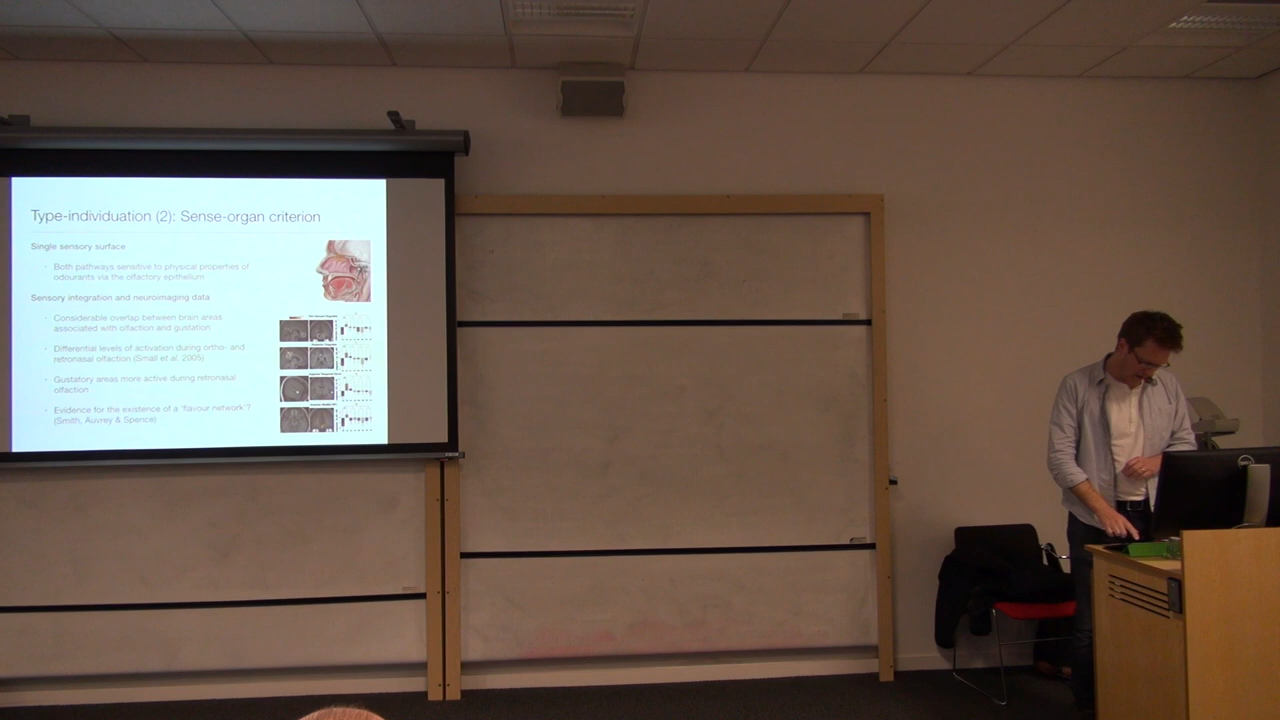 Type-individuation (2): Sense-organ criterion
Single sensory surface
· Both pathways sensitive to physical properties of
odourants via the olfactory epithelium
Sensory integration and neuroimaging data
· Considerable overlap between brain areas
associated with olfaction and gustation
· Differential levels of activation during ortho- and
retronasal olfaction (Small et al. 2005)
· Gustatory areas more active during retronasal
olfaction
· Evidence for the existence of a 'flavour network'?
(Smith, Auvrey & Spence)
DELL